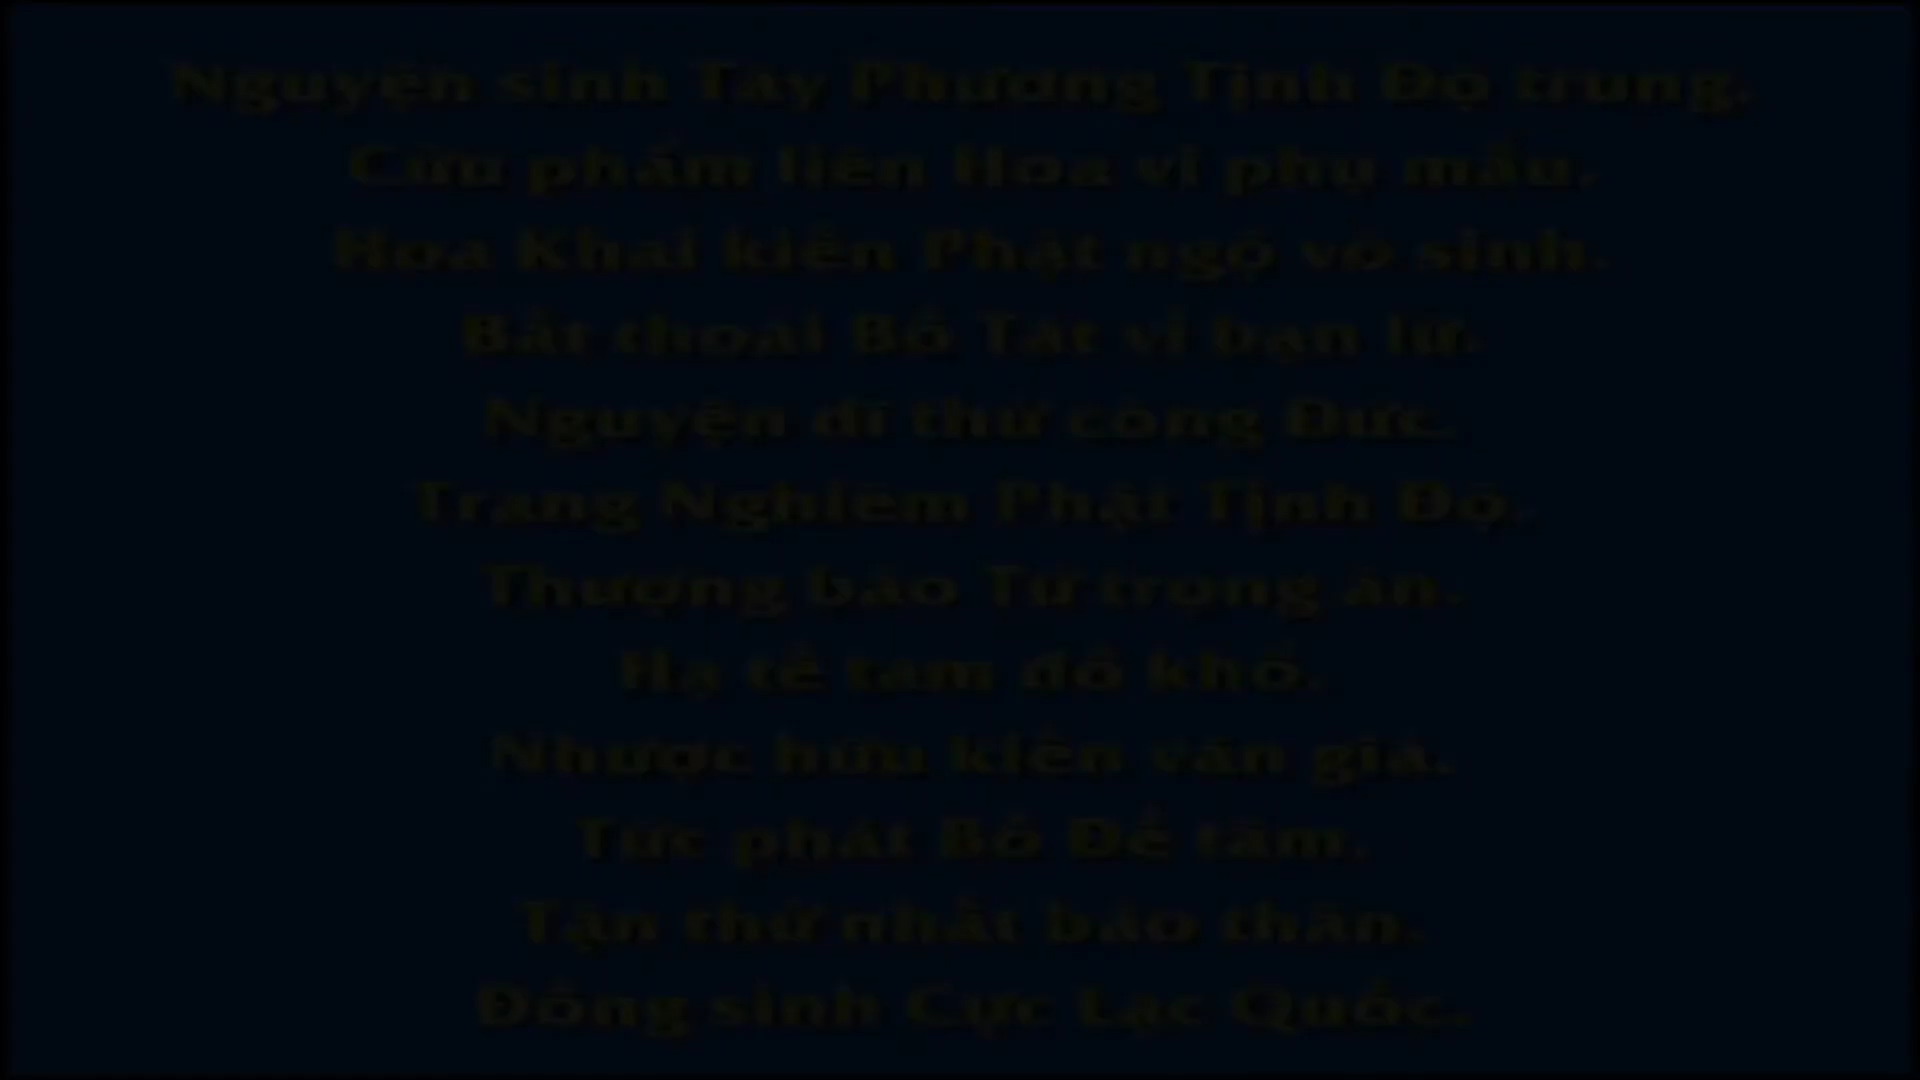 Nguyện sinh Tây Phương Tịnh Độ trung.
Cửu phẩm liên Hoa vi phụ mẫu.
Hoa Khai kiến Phật ngộ vô sinh.
Bất thoái Bồ Tát vi bạn lữ.
Nguyện dĩ thử công Đức.
Trang Nghiêm Phật Tịnh Độ.
Thượng báo Tứ trọng ân.
Hạ tế tam đồ khổ.
Nhược hữu kiến văn giả.
Tức phát Bồ Đề tâm.
Tận thử nhất báo thân.
Đồng sinh Cực Lạc Quốc.